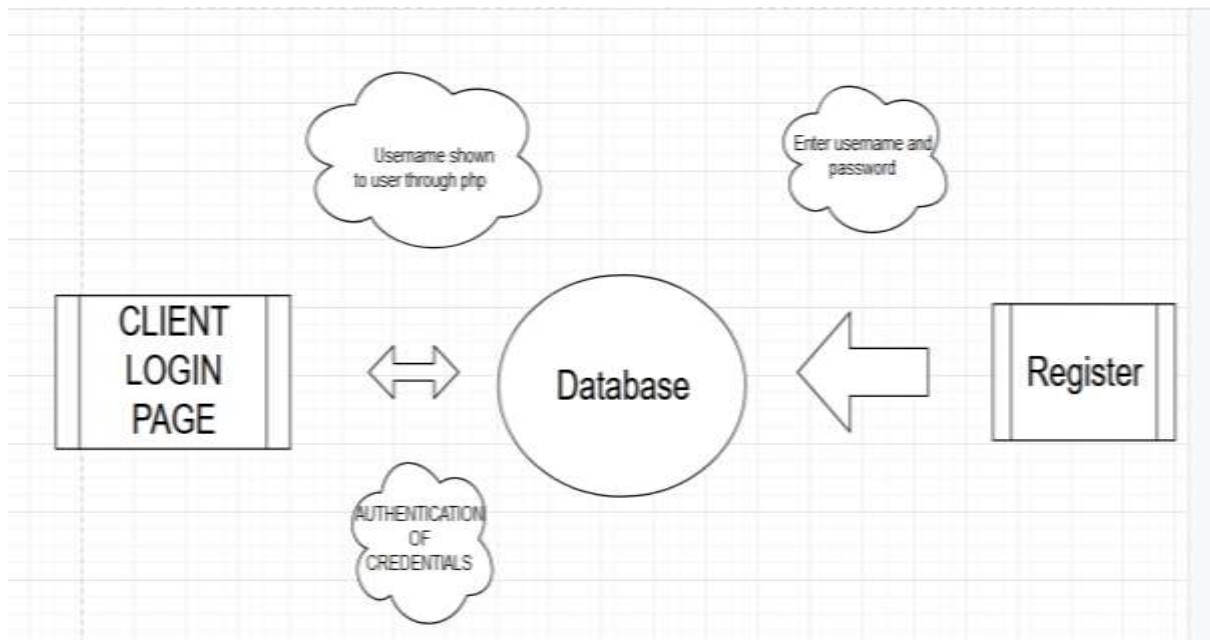 Username shown
to user through php
Enter username and
password
CLIENT
LOGIN
PAGE
Database
Register
AUTHENTICATION
OF
CREDENTIALS